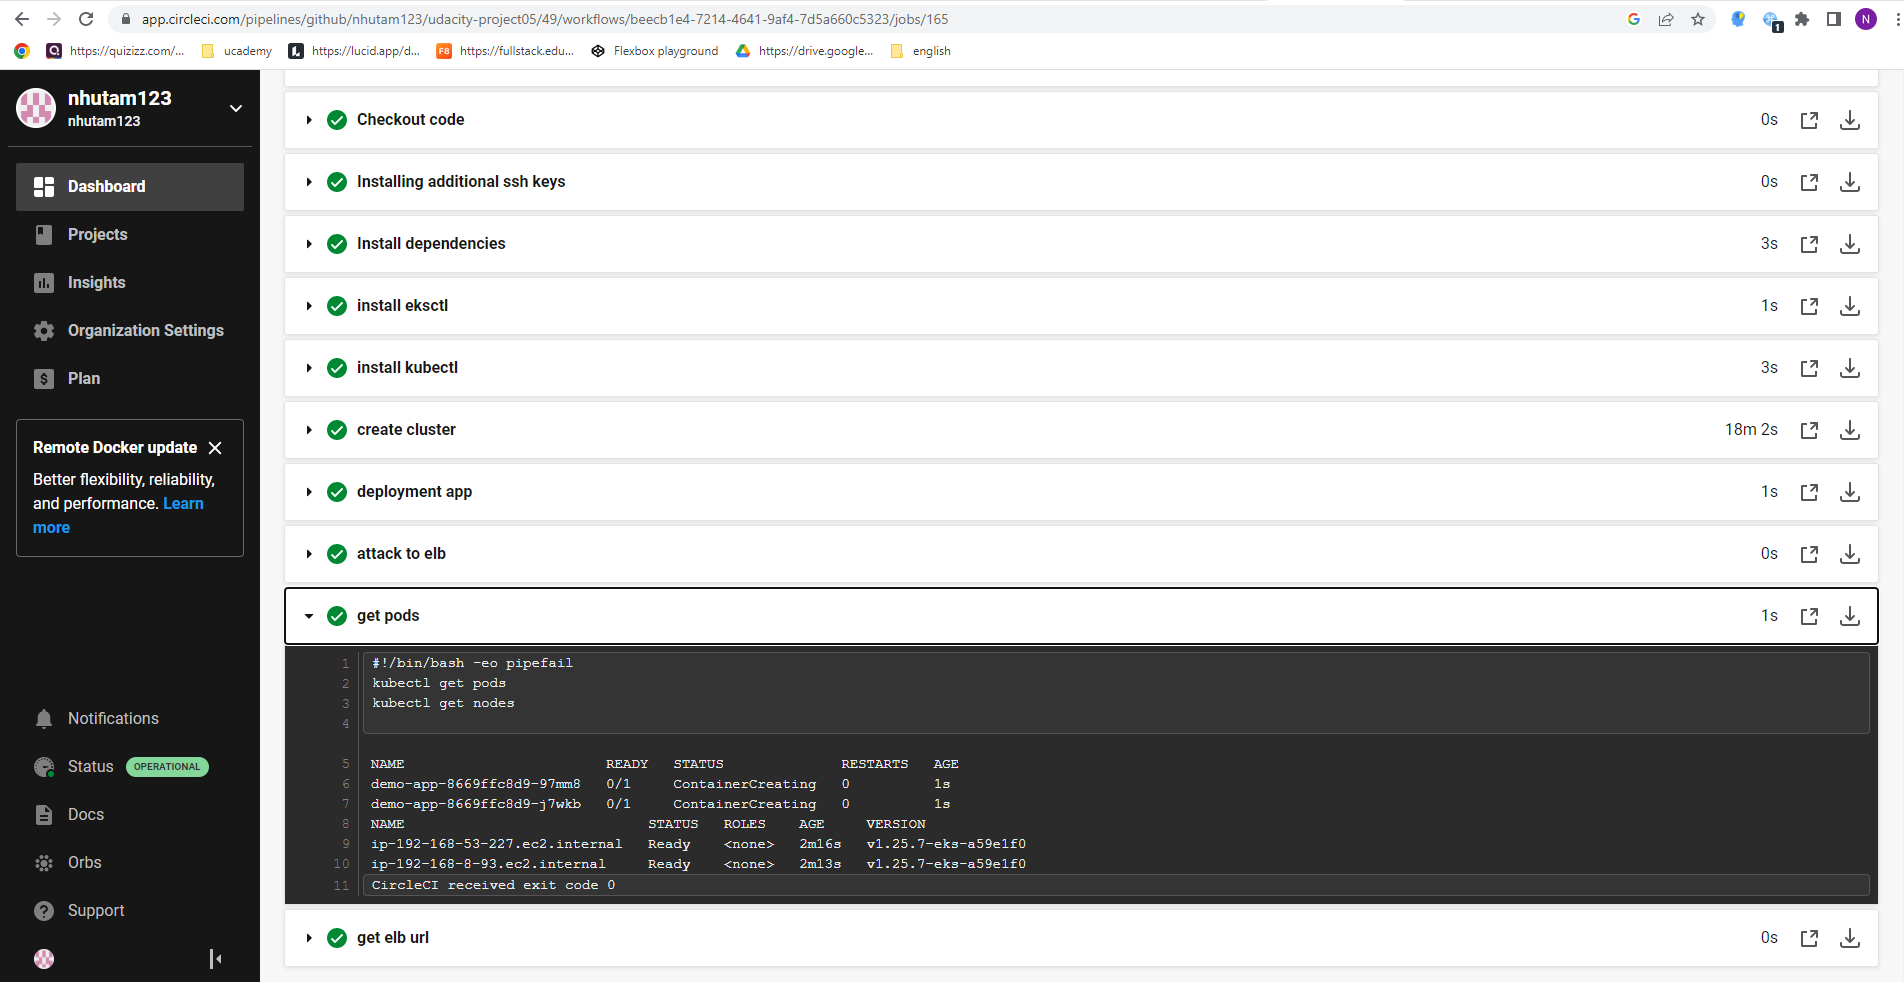 app.circleci.com/pipelines/github/nhutam123/udacity-project05/49/workflows/beecb1e4-7214-4641-9af4-7d5a660c5323/jobs/165
1
N
https://quizizz.com/...
ucademy
https://lucid.app/d...
F8
https://fullstack.edu...
Flexbox playground
https://drive.google...
english
nhutam123
nhutam123
Dashboard
Projects
Insights
Organization Settings
Plan
Remote Docker update
Better flexibility, reliability,
and performance. Learn
more
Notifications
Status OPERATIONAL
Docs
Orbs
Support
Checkout code 0s
Installing additional ssh keys 0s
Install dependencies 3s
install eksctl 1s
install kubectl 3s
create cluster 18m 2s
deployment app 1s
attack to elb 0s
get pods 1s
1 #!/bin/bash -eo pipefail
2 kubectl get pods
3 kubectl get nodes
4
5 NAME READY STATUS RESTARTS AGE
6 demo-app-8669ffc8d9-97mm8 0/1 ContainerCreating 0 1s
7 demo-app-8669ffc8d9-j7wkb 0/1 ContainerCreating 0 1s
8 NAME STATUS ROLES AGE VERSION
9 ip-192-168-53-227.ec2.internal Ready <none> 2m16s v1.25.7-eks-a59e1f0
10 ip-192-168-8-93.ec2.internal Ready <none> 2m13s v1.25.7-eks-a59e1f0
11 CircleCI received exit code 0
get elb url 0s